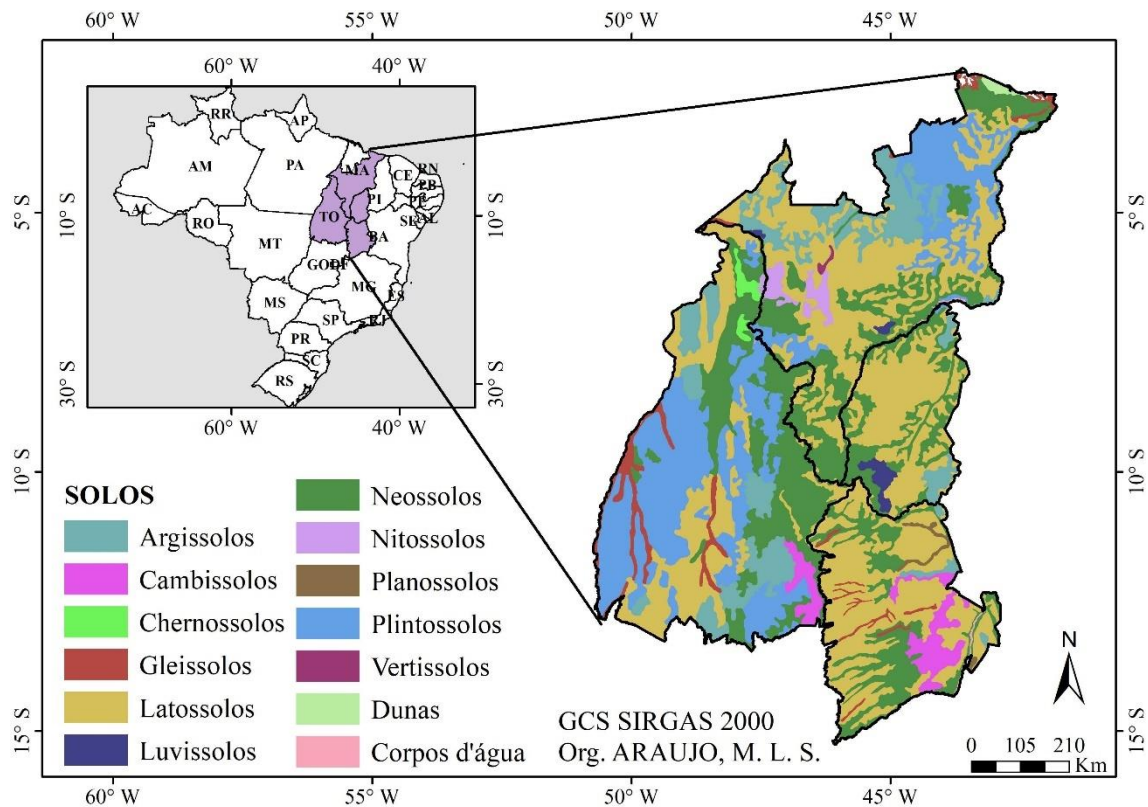 60° W
55° W
50° W
45° W
60° W
40° W
RR
AP
AM
PA
MA
CE
RN
PB
PI
PE
AL
SE
AC
TO
RO
BA
MT
GO
DF
MG
ES
MS
SP
RJ
PR
SC
RS
5° S
10° S
15° S
10° S
30° S
60° W
40° W
5° S
10° S
15° S
SOLOS
Argissolos
Cambissolos
Chernossolos
Gleissolos
Latossolos
Luvissolos
Neossolos
Nitossolos
Planossolos
Plintossolos
Vertissolos
Dunas
Corpos d'água
GCS SIRGAS 2000
Org. ARAUJO, M. L. S.
N
0 105 210
Km
60° W
55° W
50° W
45° W